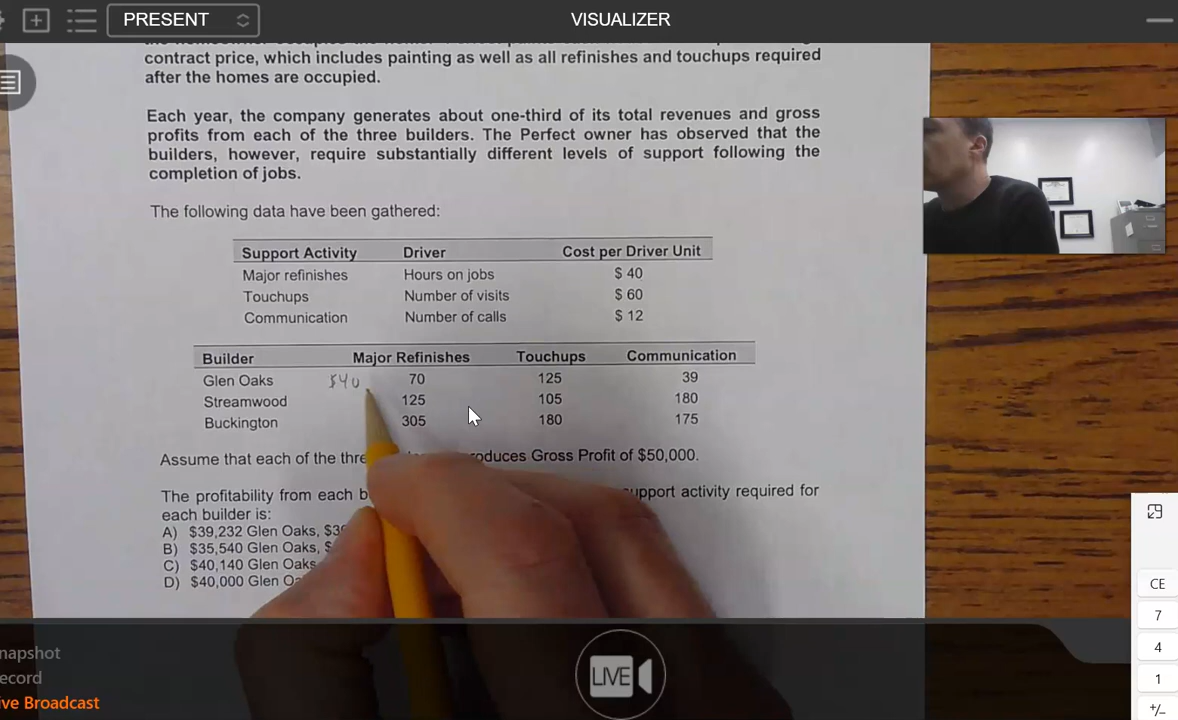 PRESENT
VISUALIZER
contract price, which includes painting as well as all refinishes and touchups required
after the homes are occupied.
Each year, the company generates about one-third of its total revenues and gross
profits from each of the three builders. The Perfect owner has observed that the
builders, however, require substantially different levels of support following the
completion of jobs.
The following data have been gathered:
Support Activity Driver Cost per Driver Unit
Major refinishes Hours on jobs $ 40
Touchups Number of visits $ 60
Communication Number of calls $ 12
Builder Major Refinishes Touchups Communication
Glen Oaks $40 70 125 39
Streamwood 125 105 180
Buckington 305 180 175
Assume that each of the thre oduces Gross Profit of $50,000.
The profitability from each b upport activity required for
each builder is:
A) $39,232 Glen Oaks,
B) $35,540 Glen Oaks, $
C) $40,140 Glen Oaks
D) $40,000 Glen Oa
CE
7
4
1
+/-
napshot
ecord
ive Broadcast
LIVE